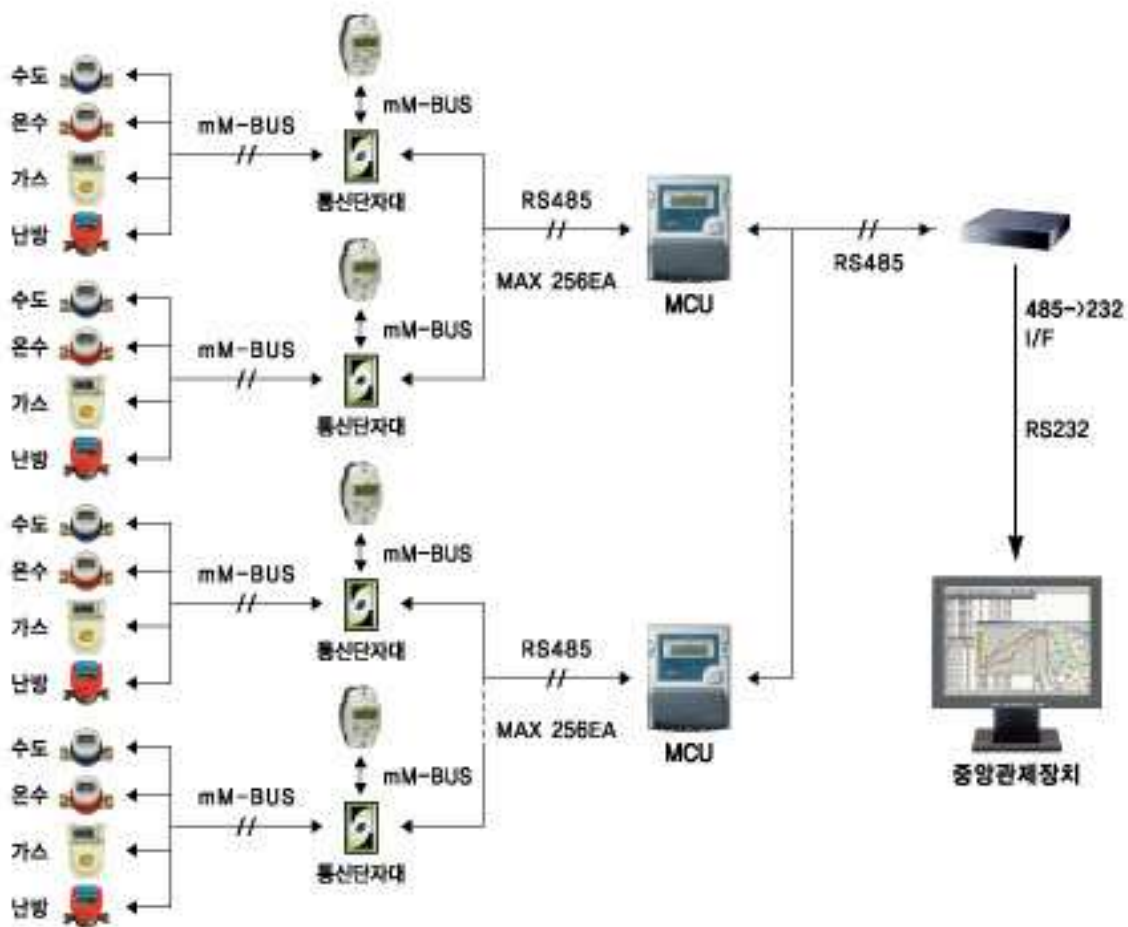 수도
온수
가스
난방
mM-BUS
mM-BUS
통신단자대
수도
온수
가스
난방
mM-BUS
mM-BUS
통신단자대
RS485
MAX 256EA
MCU
수도
온수
가스
난방
mM-BUS
mM-BUS
통신단자대
수도
온수
가스
난방
mM-BUS
mM-BUS
통신단자대
RS485
MAX 256EA
MCU
RS485
485->232
I/F
RS232
중앙관제장치